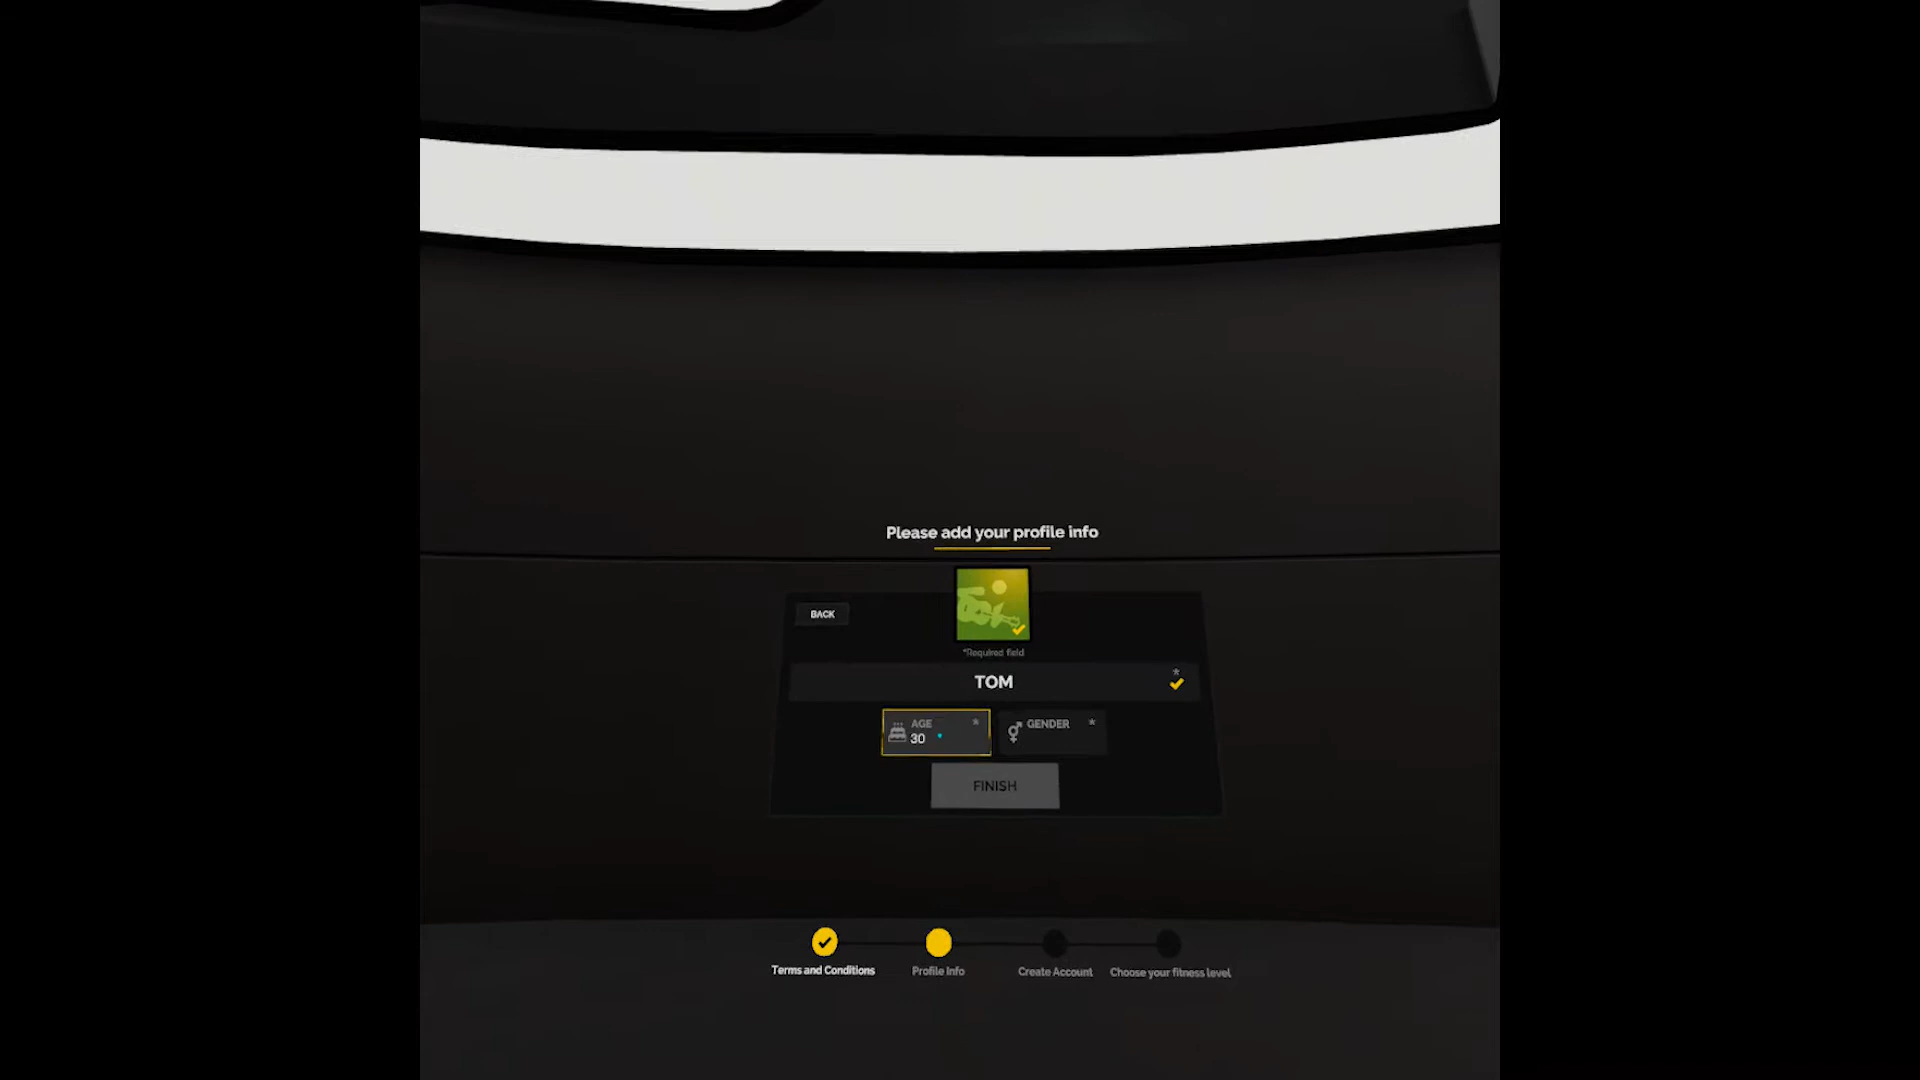 Please add your profile info
BACK
*Required field
TOM *
AGE *
30
GENDER *
FINISH
Terms and Conditions
Profile Info
Create Account
Choose your fitness level